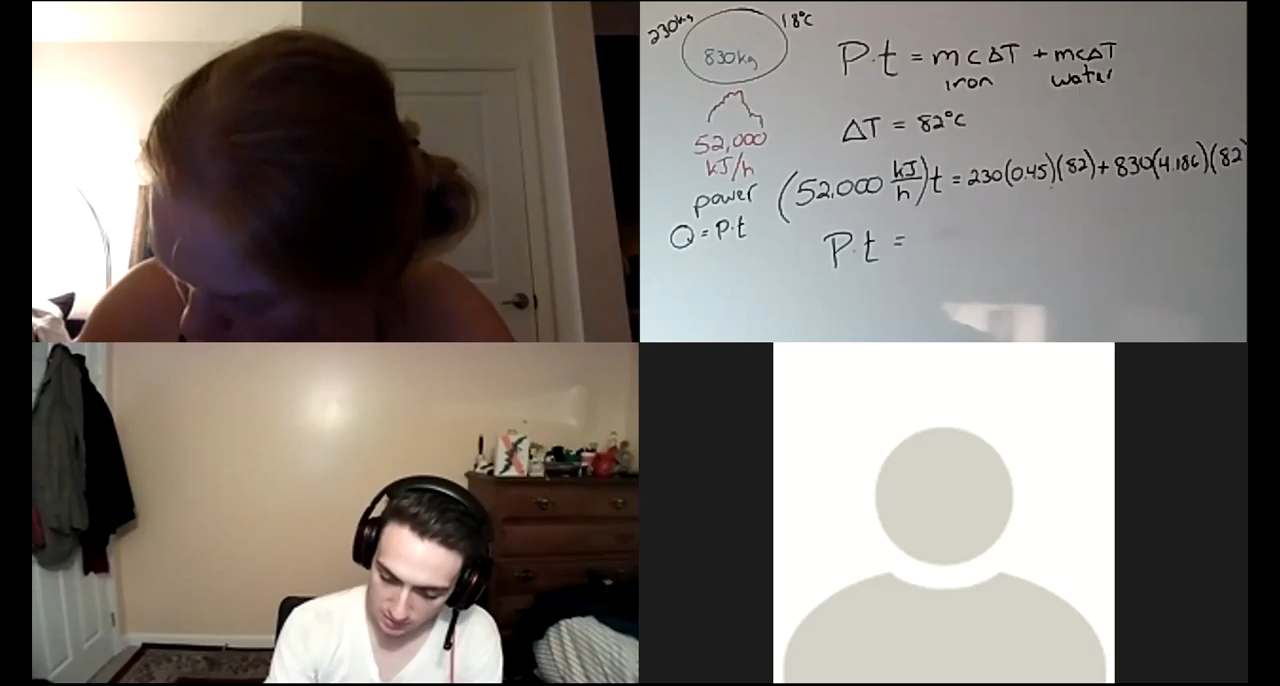 230kg
18°C
830kg
52,000
kJ/h
power
Q = P·t
P·t = mcΔT + mcΔT
iron water
ΔT = 82°C
(52,000 kJ/h)t = 230(0.45)(82) + 830(4.186)(82)
P·t =